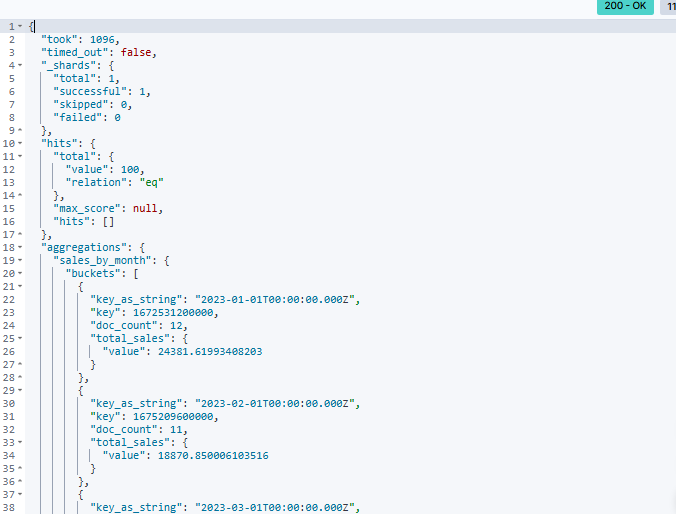 200 - OK
11
1 {
2 "took": 1096,
3 "timed_out": false,
4 "_shards": {
5 "total": 1,
6 "successful": 1,
7 "skipped": 0,
8 "failed": 0
9 },
10 "hits": {
11 "total": {
12 "value": 100,
13 "relation": "eq"
14 },
15 "max_score": null,
16 "hits": []
17 },
18 "aggregations": {
19 "sales_by_month": {
20 "buckets": [
21 {
22 "key_as_string": "2023-01-01T00:00:00.000Z",
23 "key": 1672531200000,
24 "doc_count": 12,
25 "total_sales": {
26 "value": 24381.61993408203
27 }
28 },
29 {
30 "key_as_string": "2023-02-01T00:00:00.000Z",
31 "key": 1675209600000,
32 "doc_count": 11,
33 "total_sales": {
34 "value": 18870.850006103516
35 }
36 },
37 {
38 "key_as_string": "2023-03-01T00:00:00.000Z",